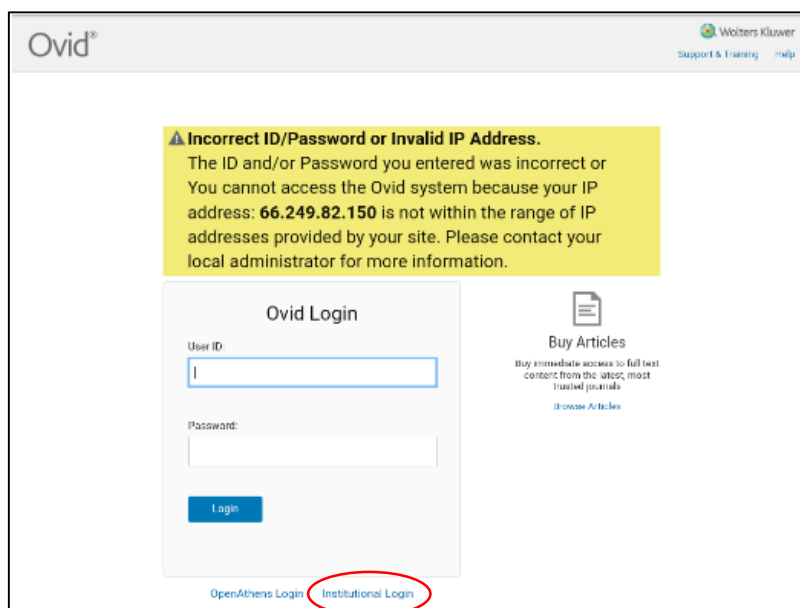 Ovid®
Wolters Kluwer
Support & Training Help
Incorrect ID/Password or Invalid IP Address.
The ID and/or Password you entered was incorrect or
You cannot access the Ovid system because your IP
address: 66.249.82.150 is not within the range of IP
addresses provided by your site. Please contact your
local administrator for more information.
Ovid Login
User ID:
Password:
Login
Buy Articles
Buy immediate access to full text
content from the latest, most
trusted journals
Browse Articles
OpenAthens Login Institutional Login